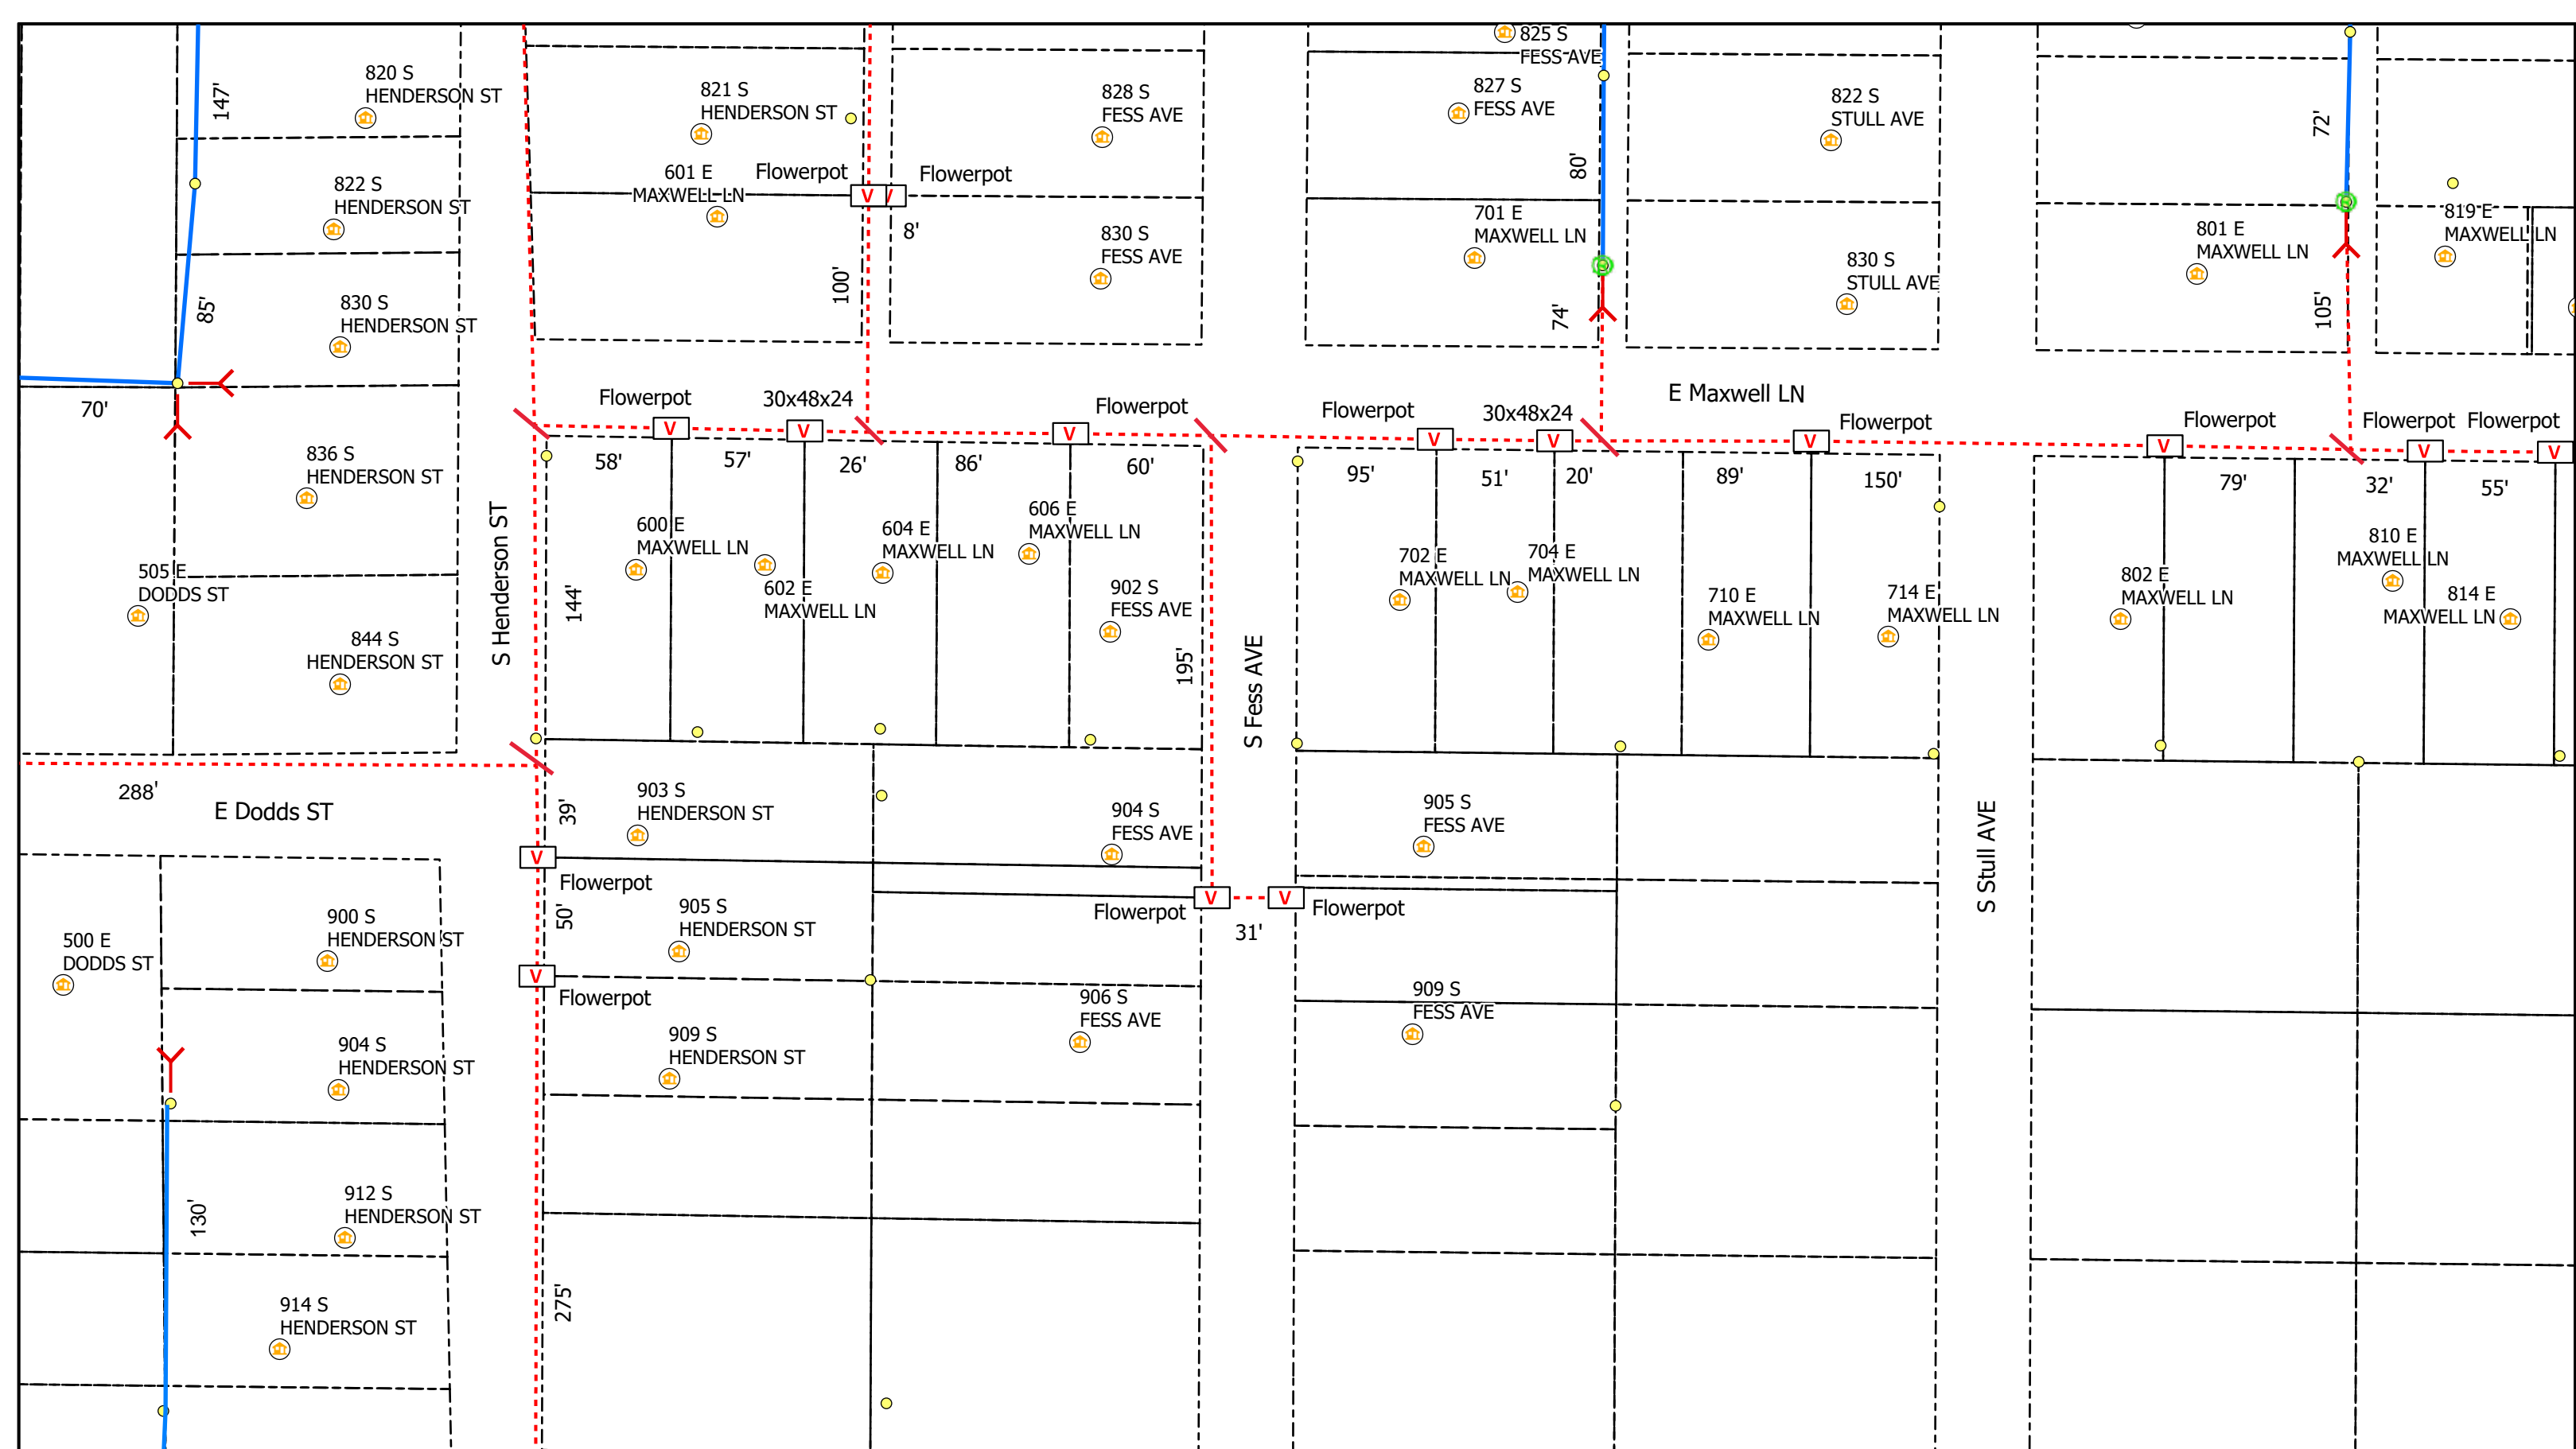 820 S
HENDERSON ST
147'
821 S
HENDERSON ST
828 S
FESS AVE
825 S
FESS AVE
827 S
FESS AVE
822 S
STULL AVE
72'
822 S
HENDERSON ST
601 E
MAXWELL LN
Flowerpot
V
Flowerpot
8'
80'
701 E
MAXWELL LN
801 E
MAXWELL LN
819 E
MAXWELL LN
830 S
HENDERSON ST
85'
100'
830 S
FESS AVE
74'
830 S
STULL AVE
105'
70'
Flowerpot
V
30x48x24
V
Flowerpot
V
Flowerpot
V
30x48x24
V
E Maxwell LN
Flowerpot
V
Flowerpot
V
Flowerpot
V
Flowerpot
V
58'
57'
26'
86'
60'
95'
51'
20'
89'
150'
79'
32'
55'
836 S
HENDERSON ST
S Henderson ST
600 E
MAXWELL LN
602 E
MAXWELL LN
604 E
MAXWELL LN
606 E
MAXWELL LN
902 S
FESS AVE
702 E
MAXWELL LN
704 E
MAXWELL LN
710 E
MAXWELL LN
714 E
MAXWELL LN
802 E
MAXWELL LN
810 E
MAXWELL LN
814 E
MAXWELL LN
505 E
DODDS ST
844 S
HENDERSON ST
144'
195'
S Fess AVE
288'
E Dodds ST
39'
903 S
HENDERSON ST
904 S
FESS AVE
905 S
FESS AVE
S Stull AVE
V
Flowerpot
50'
905 S
HENDERSON ST
Flowerpot
V
V
Flowerpot
31'
500 E
DODDS ST
900 S
HENDERSON ST
V
Flowerpot
906 S
FESS AVE
909 S
FESS AVE
904 S
HENDERSON ST
909 S
HENDERSON ST
912 S
HENDERSON ST
130'
275'
914 S
HENDERSON ST